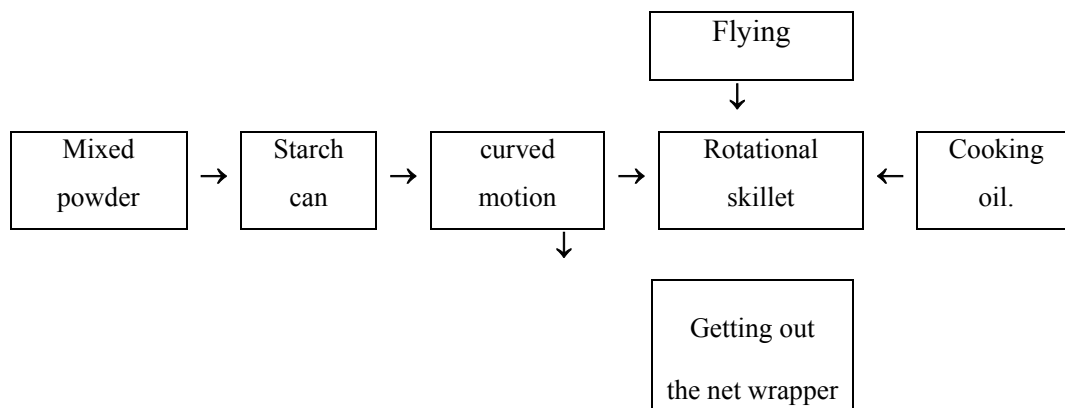 Flying
↓
Mixed
powder
→
Starch
can
→
curved
motion
→
Rotational
skillet
←
Cooking
oil.
↓
Getting out
the net wrapper